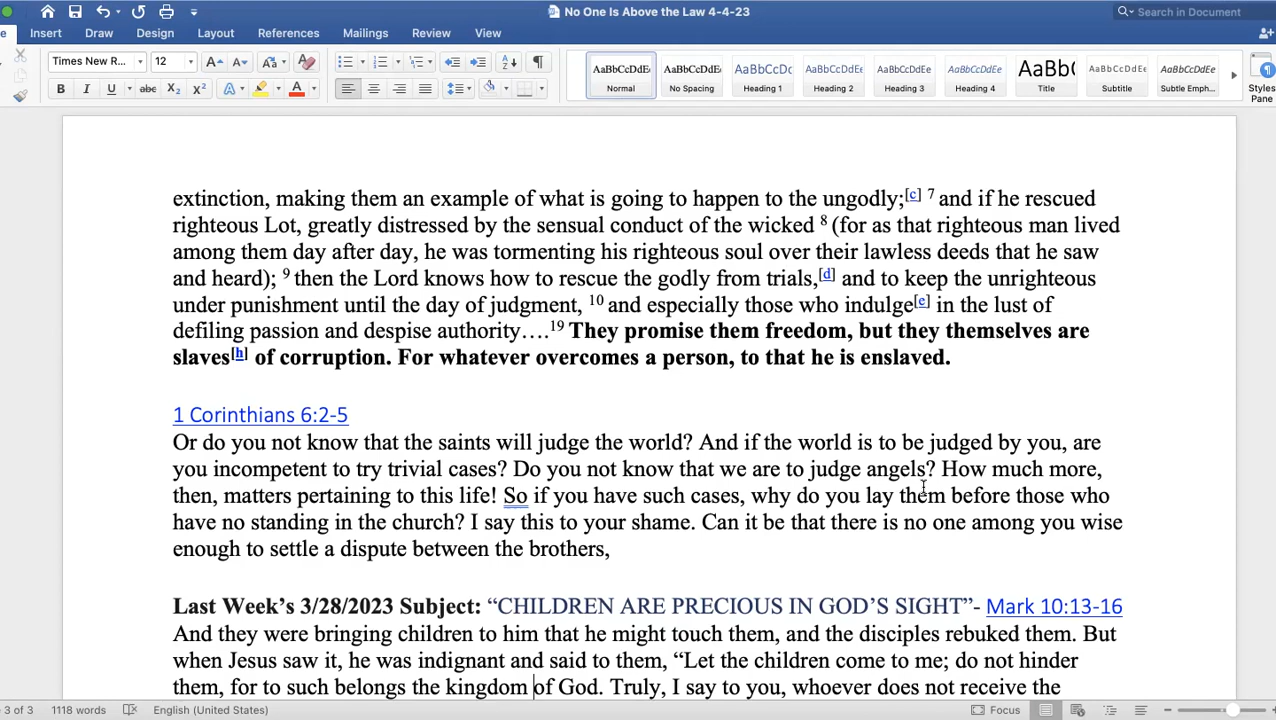 No One Is Above the Law 4-4-23
Search in Document
Insert Draw Design Layout References Mailings Review View
Times New R... 12
AaBbCcDdE AaBbCcDdE AaBbCcDc AaBbCcDdE AaBbCcDdE AaBbCcDdE AaBbC AaBbCcDdE AaBbCcDdE
Normal No Spacing Heading 1 Heading 2 Heading 3 Heading 4 Title Subtitle Subtle Emph... Styles
Pane
extinction, making them an example of what is going to happen to the ungodly;[c] 7 and if he rescued
righteous Lot, greatly distressed by the sensual conduct of the wicked 8 (for as that righteous man lived
among them day after day, he was tormenting his righteous soul over their lawless deeds that he saw
and heard); 9 then the Lord knows how to rescue the godly from trials,[d] and to keep the unrighteous
under punishment until the day of judgment, 10 and especially those who indulge[e] in the lust of
defiling passion and despise authority….19 They promise them freedom, but they themselves are
slaves[h] of corruption. For whatever overcomes a person, to that he is enslaved.
1 Corinthians 6:2-5
Or do you not know that the saints will judge the world? And if the world is to be judged by you, are
you incompetent to try trivial cases? Do you not know that we are to judge angels? How much more,
then, matters pertaining to this life! So if you have such cases, why do you lay them before those who
have no standing in the church? I say this to your shame. Can it be that there is no one among you wise
enough to settle a dispute between the brothers,
Last Week’s 3/28/2023 Subject: “CHILDREN ARE PRECIOUS IN GOD’S SIGHT”- Mark 10:13-16
And they were bringing children to him that he might touch them, and the disciples rebuked them. But
when Jesus saw it, he was indignant and said to them, “Let the children come to me; do not hinder
them, for to such belongs the kingdom of God. Truly, I say to you, whoever does not receive the
3 of 3 1118 words English (United States) Focus